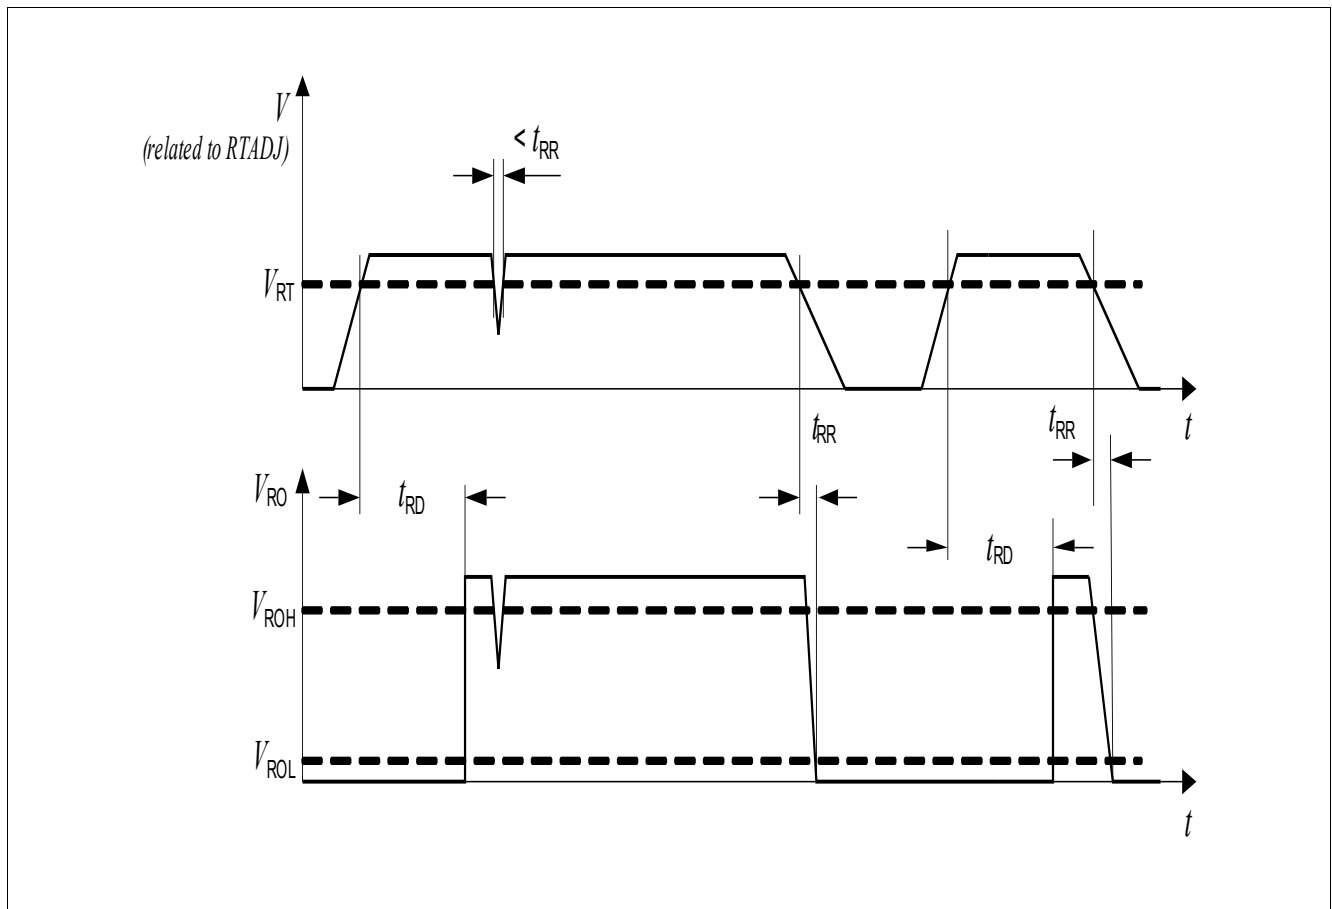 V
(related to RTADJ)
< tRR
VRT
tRR
tRR
t
VRO
tRD
tRD
VROH
VROL
t